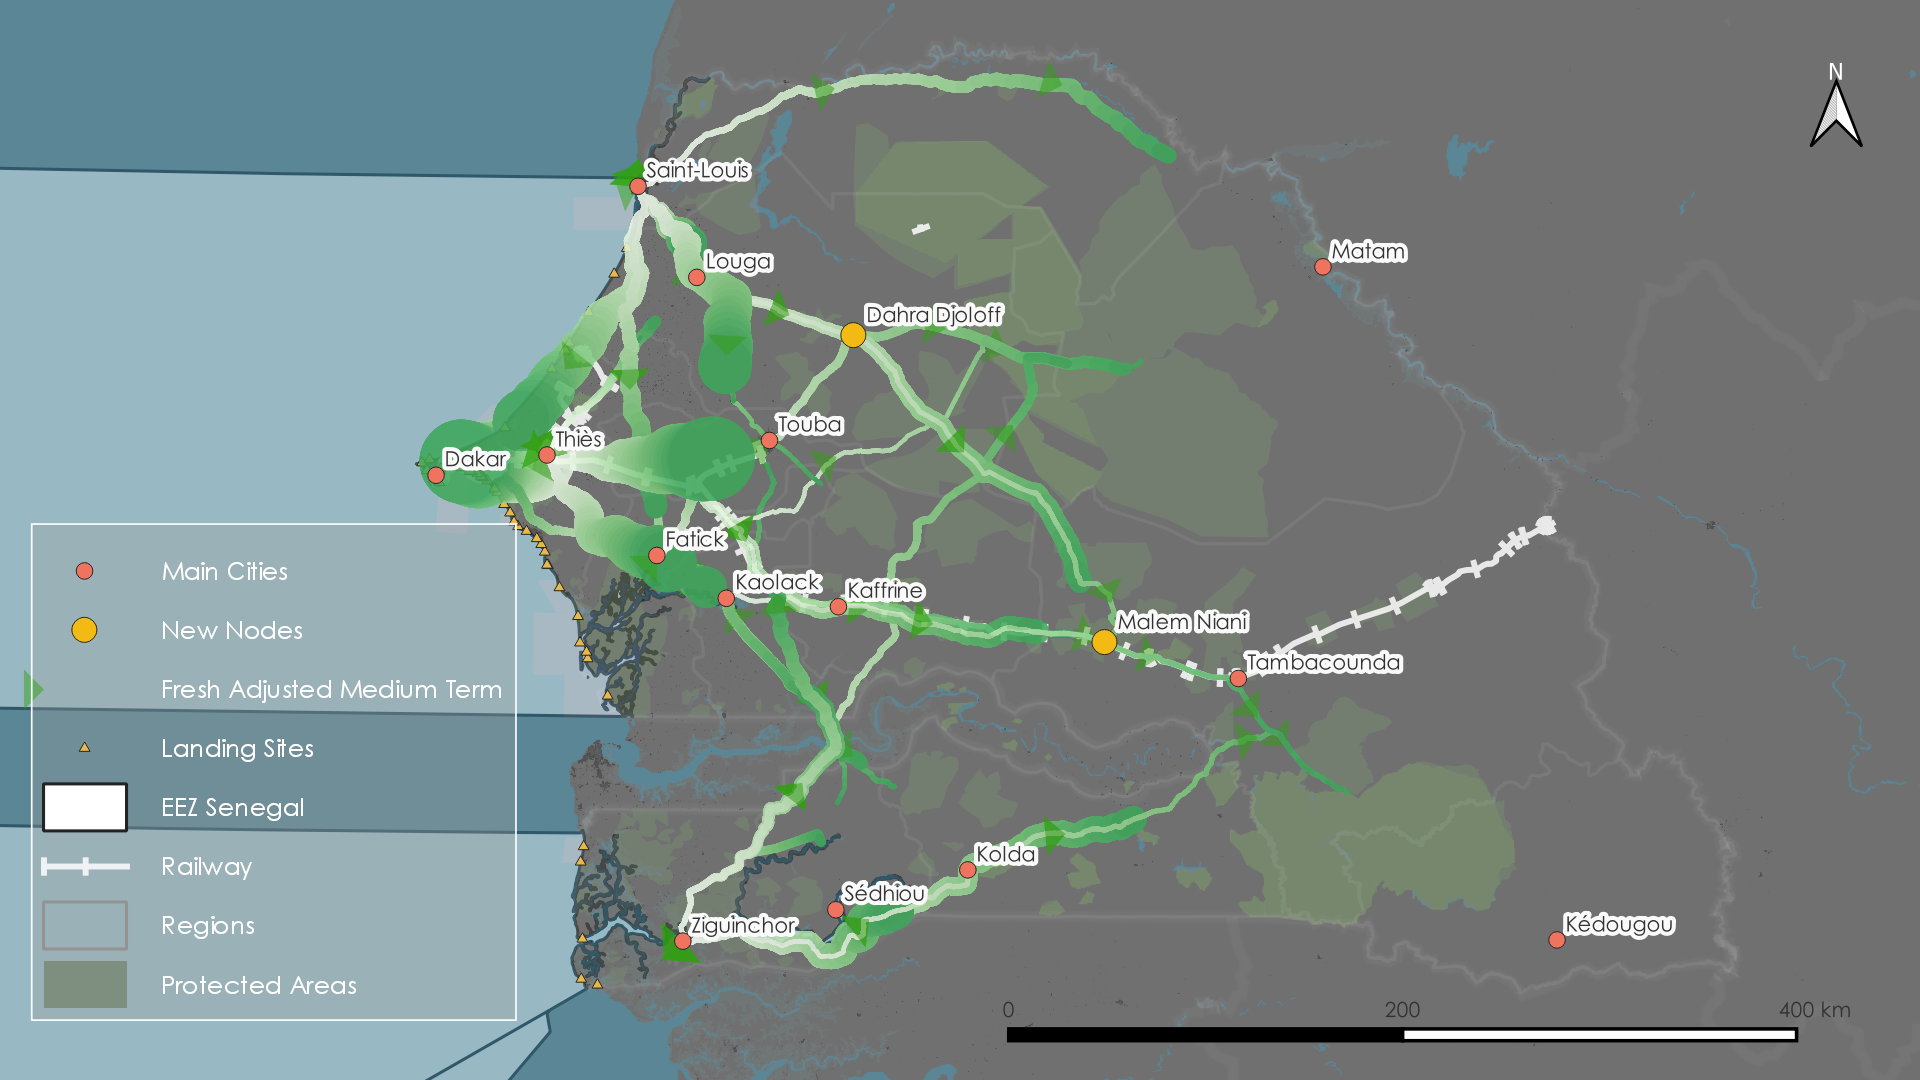 N
Saint-Louis
Matam
Louga
Dahra Djoloff
Touba
Thiès
Dakar
Fatick
Kaolack
Kaffrine
Malem Niani
Tambacounda
Kolda
Sédhiou
Ziguinchor
Kédougou
Main Cities
New Nodes
Fresh Adjusted Medium Term
Landing Sites
EEZ Senegal
Railway
Regions
Protected Areas
0 200 400 km